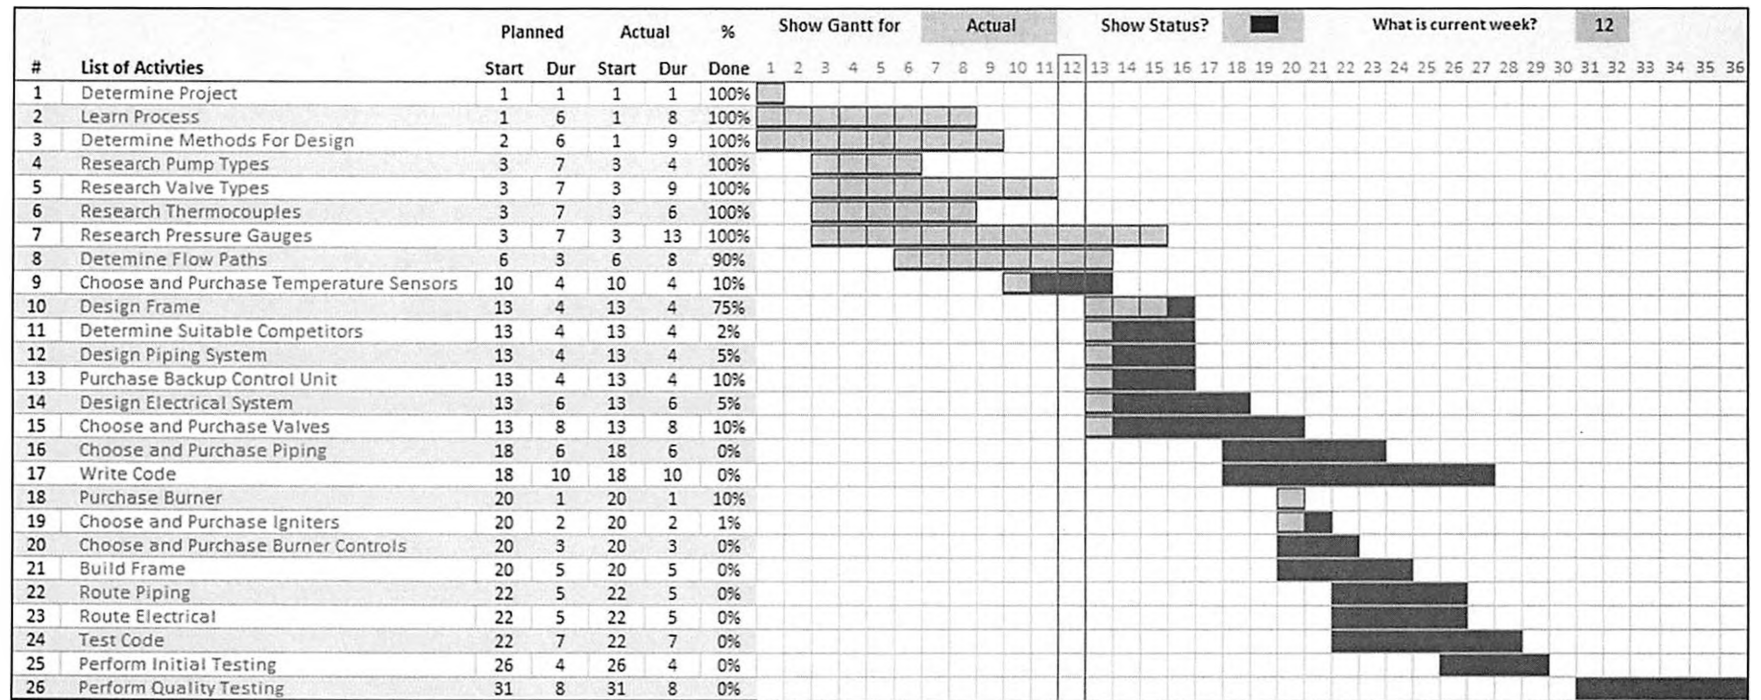 Planned Actual % Show Gantt for Actual Show Status? What is current week? 12
# List of Activties Start Dur Start Dur Done 1 2 3 4 5 6 7 8 9 10 11 12 13 14 15 16 17 18 19 20 21 22 23 24 25 26 27 28 29 30 31 32 33 34 35 36
1 Determine Project 1 1 1 1 100%
2 Learn Process 1 6 1 8 100%
3 Determine Methods For Design 2 6 1 9 100%
4 Research Pump Types 3 7 3 4 100%
5 Research Valve Types 3 7 3 9 100%
6 Research Thermocouples 3 7 3 6 100%
7 Research Pressure Gauges 3 7 3 13 100%
8 Detemine Flow Paths 6 3 6 8 90%
9 Choose and Purchase Temperature Sensors 10 4 10 4 10%
10 Design Frame 13 4 13 4 75%
11 Determine Suitable Competitors 13 4 13 4 2%
12 Design Piping System 13 4 13 4 5%
13 Purchase Backup Control Unit 13 4 13 4 10%
14 Design Electrical System 13 6 13 6 5%
15 Choose and Purchase Valves 13 8 13 8 10%
16 Choose and Purchase Piping 18 6 18 6 0%
17 Write Code 18 10 18 10 0%
18 Purchase Burner 20 1 20 1 10%
19 Choose and Purchase Igniters 20 2 20 2 1%
20 Choose and Purchase Burner Controls 20 3 20 3 0%
21 Build Frame 20 5 20 5 0%
22 Route Piping 22 5 22 5 0%
23 Route Electrical 22 5 22 5 0%
24 Test Code 22 7 22 7 0%
25 Perform Initial Testing 26 4 26 4 0%
26 Perform Quality Testing 31 8 31 8 0%